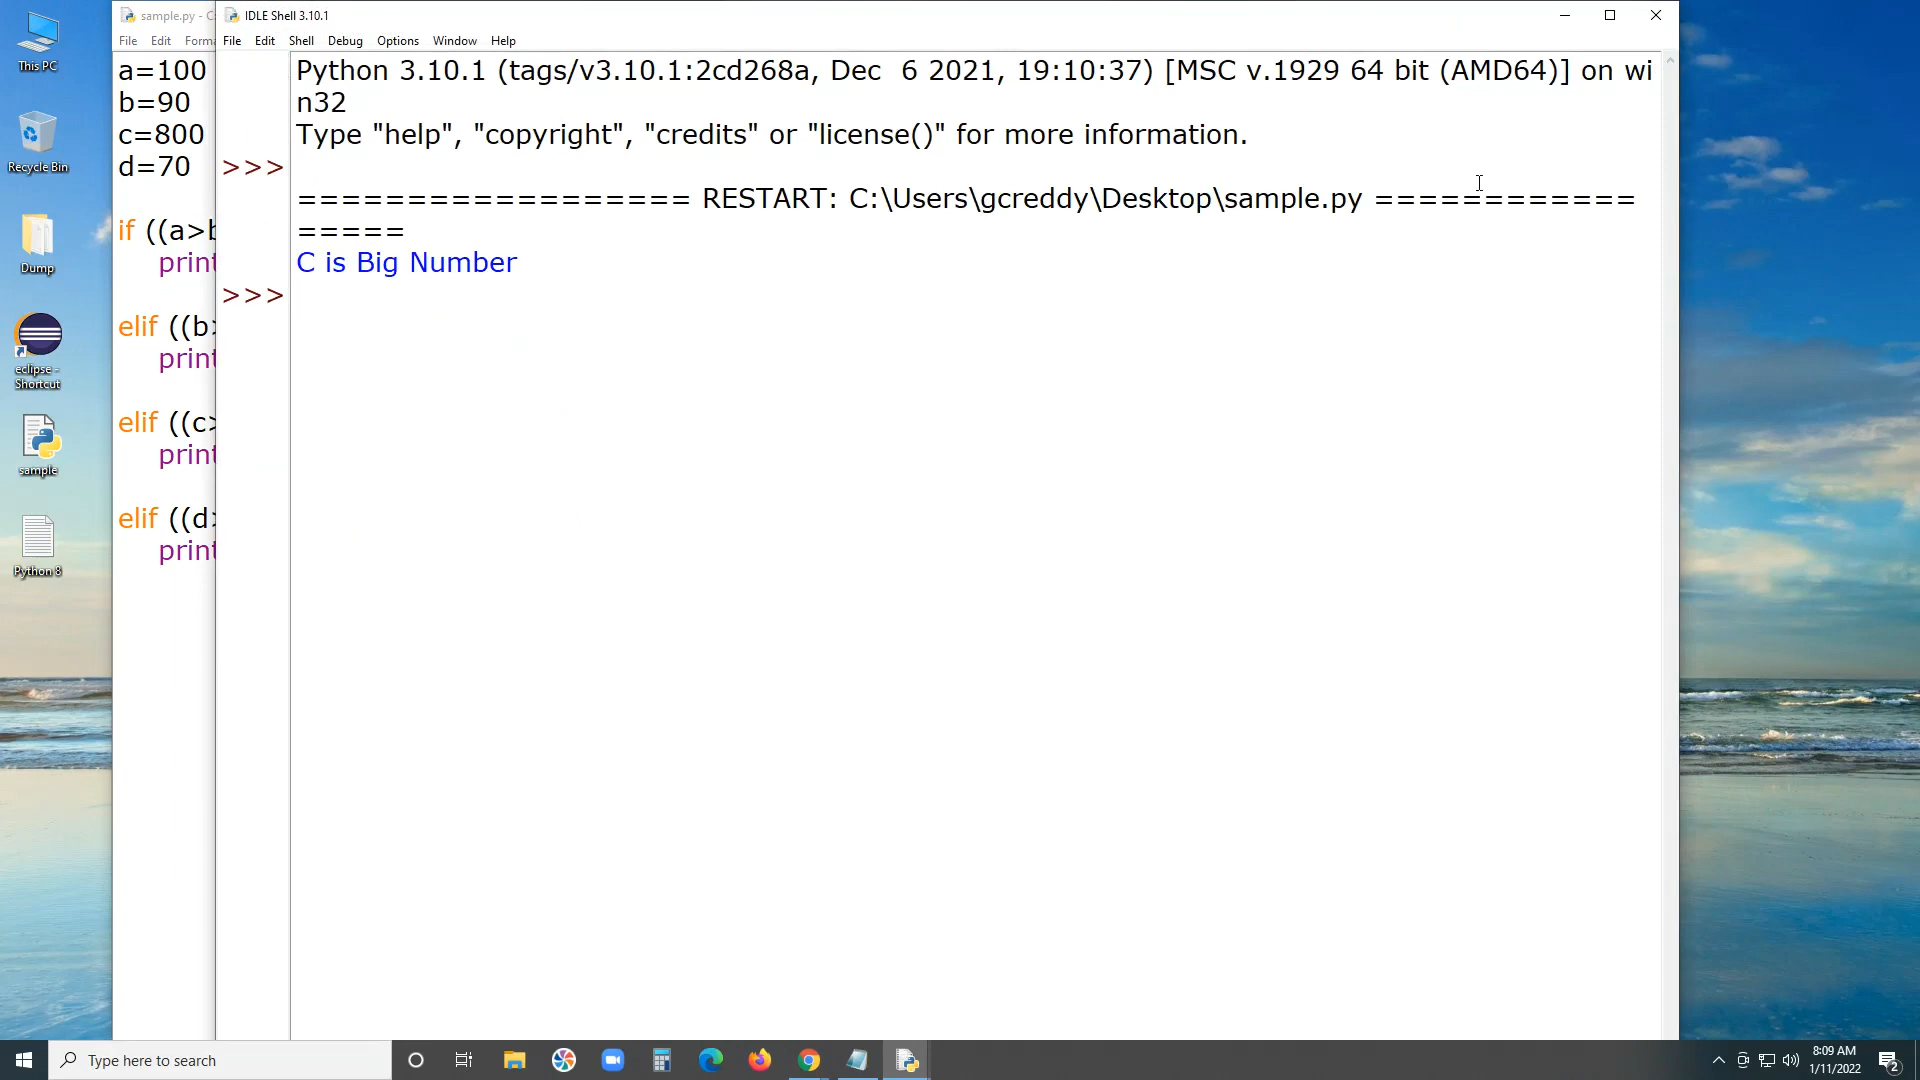 This PC
Recycle Bin
Dump
eclipse -
Shortcut
sample
Python 8
sample.py - C:
File Edit Forma
a=100
b=90
c=800
d=70
if ((a>b
print
elif ((b>
print
elif ((c>
print
elif ((d>
print
IDLE Shell 3.10.1
File Edit Shell Debug Options Window Help
Python 3.10.1 (tags/v3.10.1:2cd268a, Dec  6 2021, 19:10:37) [MSC v.1929 64 bit (AMD64)] on wi
n32
Type "help", "copyright", "credits" or "license()" for more information.
>>>
================== RESTART: C:\Users\gcreddy\Desktop\sample.py ============
=====
C is Big Number
>>>
Type here to search
8:09 AM
1/11/2022
2